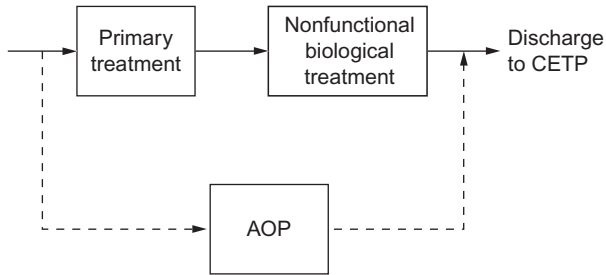 Primary
treatment
Nonfunctional
biological
treatment
Discharge
to CETP
AOP